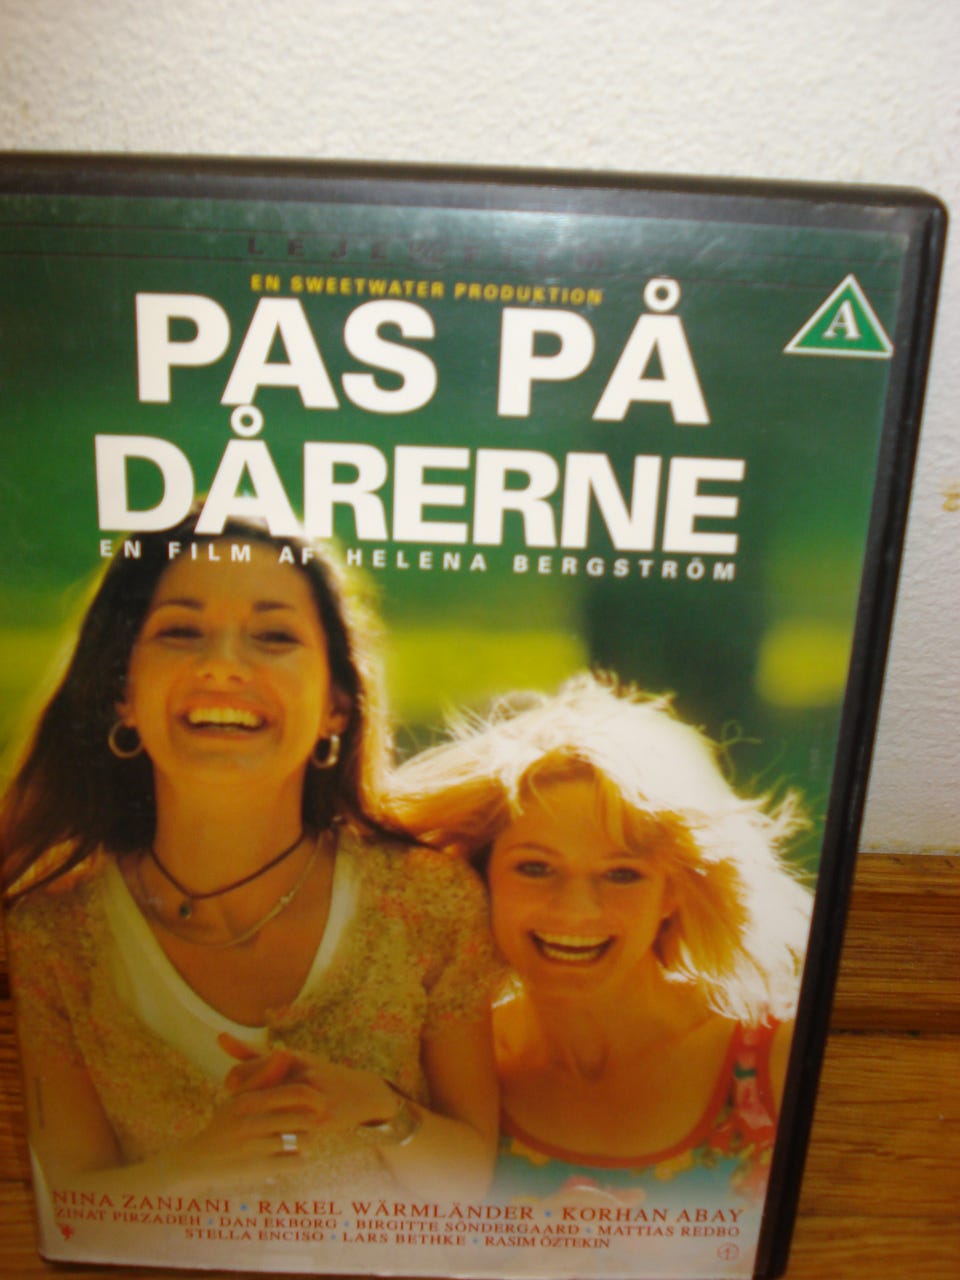 LEJEFILM
EN SWEETWATER PRODUKTION
PAS PÅ
A
DÅRERNE
EN FILM AF HELENA BERGSTRÖM
NINA ZANJANI • RAKEL WÄRMLÄNDER • KORHAN ABAY
ZINAT PIRZADEH • DAN EKBORG • BIRGITTE SÖNDERGAARD • MATTIAS REDBO
STELLA ENCISO • LARS BETHKE • RASIM ÖZTEKIN